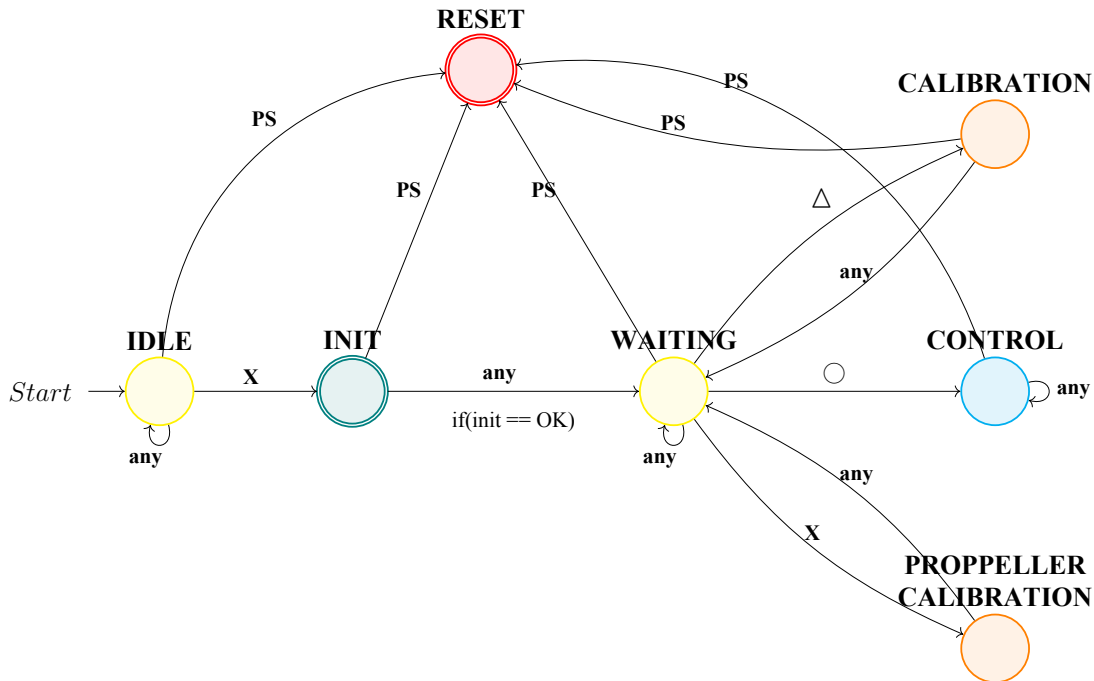 RESET
CALIBRATION
PS
PS
PS
△
PS
PS
any
IDLE
INIT
WAITING
CONTROL
Start
X
any
○
any
if(init == OK)
any
any
any
X
PROPPELLER
CALIBRATION